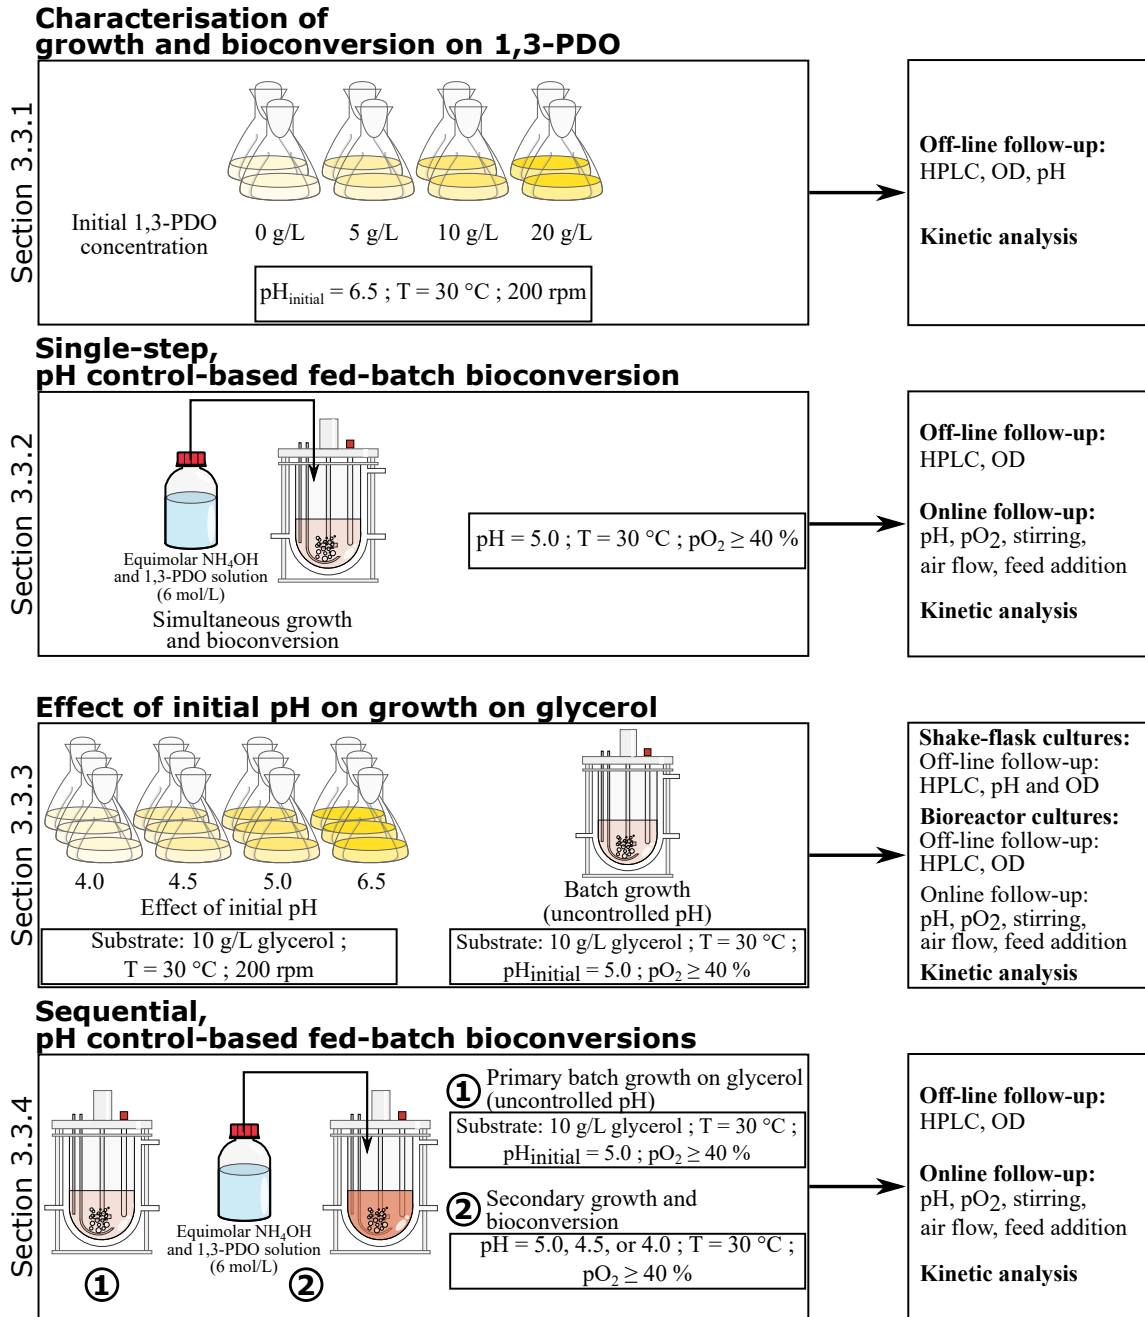 Characterisation of
growth and bioconversion on 1,3-PDO
Section 3.3.1
Initial 1,3-PDO
concentration
0 g/L
5 g/L
10 g/L
20 g/L
pHinitial = 6.5 ; T = 30 °C ; 200 rpm
Off-line follow-up:
HPLC, OD, pH
Kinetic analysis
Single-step,
pH control-based fed-batch bioconversion
Section 3.3.2
Equimolar NH4OH
and 1,3-PDO solution
(6 mol/L)
Simultaneous growth
and bioconversion
pH = 5.0 ; T = 30 °C ; pO2 ≥ 40 %
Off-line follow-up:
HPLC, OD
Online follow-up:
pH, pO2, stirring,
air flow, feed addition
Kinetic analysis
Effect of initial pH on growth on glycerol
Section 3.3.3
4.0
4.5
5.0
6.5
Effect of initial pH
Substrate: 10 g/L glycerol ;
T = 30 °C ; 200 rpm
Batch growth
(uncontrolled pH)
Substrate: 10 g/L glycerol ; T = 30 °C ;
pHinitial = 5.0 ; pO2 ≥ 40 %
Shake-flask cultures:
Off-line follow-up:
HPLC, pH and OD
Bioreactor cultures:
Off-line follow-up:
HPLC, OD
Online follow-up:
pH, pO2, stirring,
air flow, feed addition
Kinetic analysis
Sequential,
pH control-based fed-batch bioconversions
Section 3.3.4
1
Equimolar NH4OH
and 1,3-PDO solution
(6 mol/L)
2
1 Primary batch growth on glycerol
(uncontrolled pH)
Substrate: 10 g/L glycerol ; T = 30 °C ;
pHinitial = 5.0 ; pO2 ≥ 40 %
2 Secondary growth and
bioconversion
pH = 5.0, 4.5, or 4.0 ; T = 30 °C ;
pO2 ≥ 40 %
Off-line follow-up:
HPLC, OD
Online follow-up:
pH, pO2, stirring,
air flow, feed addition
Kinetic analysis